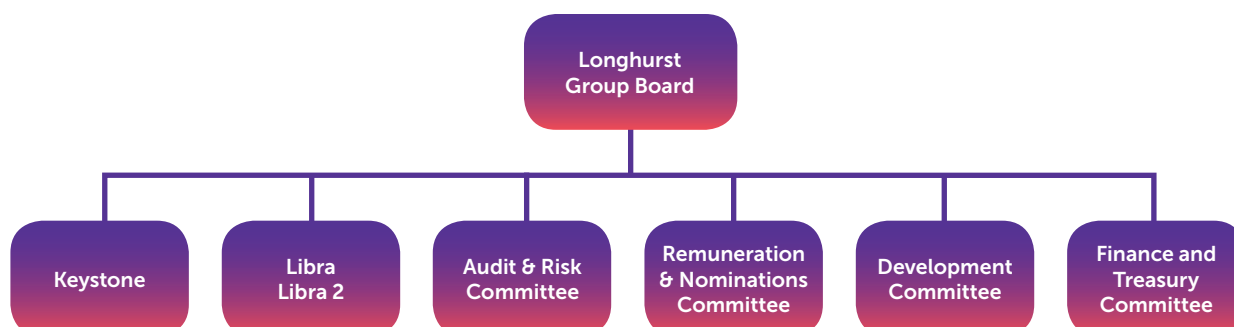 Longhurst
Group Board
Keystone
Libra
Libra 2
Audit & Risk
Committee
Remuneration
& Nominations
Committee
Development
Committee
Finance and
Treasury
Committee